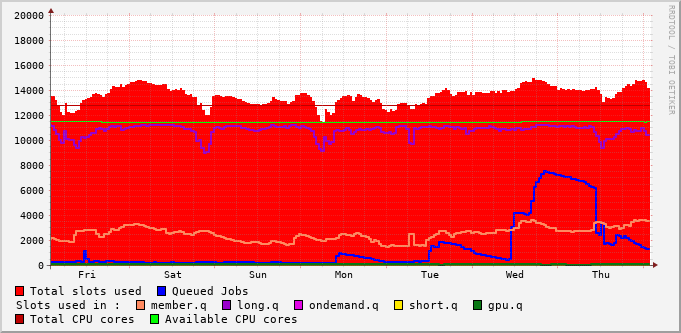 20000
18000
16000
14000
12000
10000
8000
6000
4000
2000
0
Fri Sat Sun Mon Tue Wed Thu
Total slots used Queued Jobs
Slots used in : member.q long.q ondemand.q short.q gpu.q
Total CPU cores Available CPU cores
RRDTOOL / TOBI OETIKER